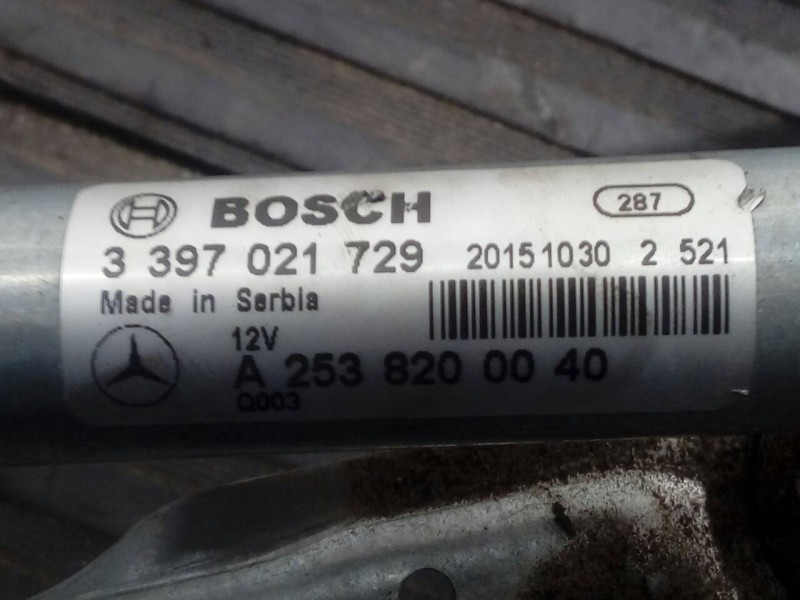 BOSCH 287
3 397 021 729 20151030 2 521
Made in Serbia
12V
A 253 820 00 40
Q003